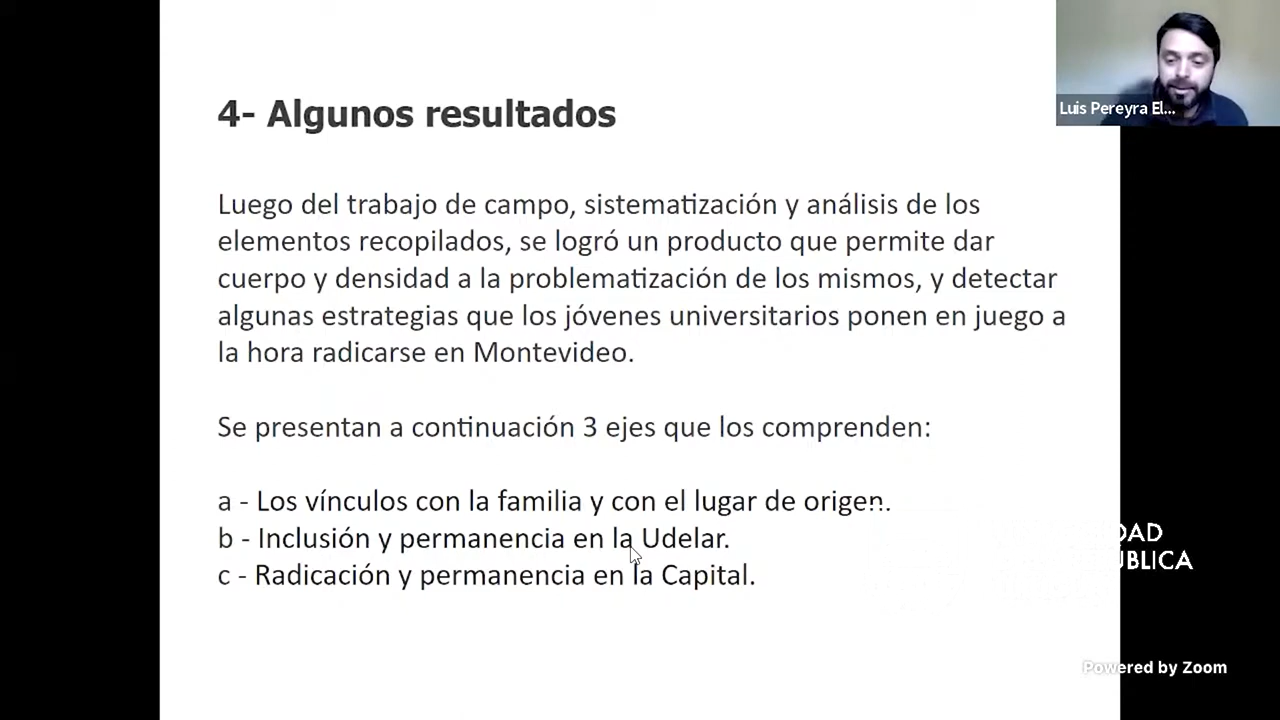 4- Algunos resultados
Luis Pereyra El...
Luego del trabajo de campo, sistematización y análisis de los
elementos recopilados, se logró un producto que permite dar
cuerpo y densidad a la problematización de los mismos, y detectar
algunas estrategias que los jóvenes universitarios ponen en juego a
la hora radicarse en Montevideo.
Se presentan a continuación 3 ejes que los comprenden:
a - Los vínculos con la familia y con el lugar de origen.
b - Inclusión y permanencia en la Udelar.
c - Radicación y permanencia en la Capital.
Powered by Zoom